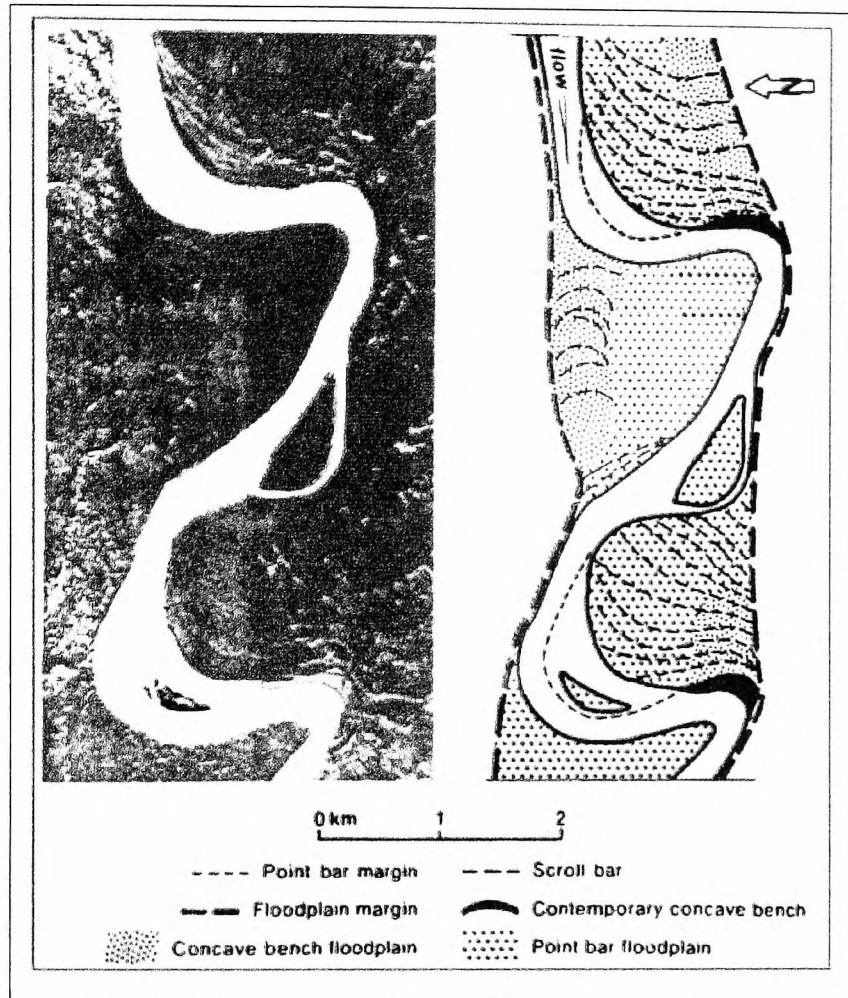 flow
N
0 km 1 2
Point bar margin
Scroll bar
Floodplain margin
Contemporary concave bench
Concave bench floodplain
Point bar floodplain